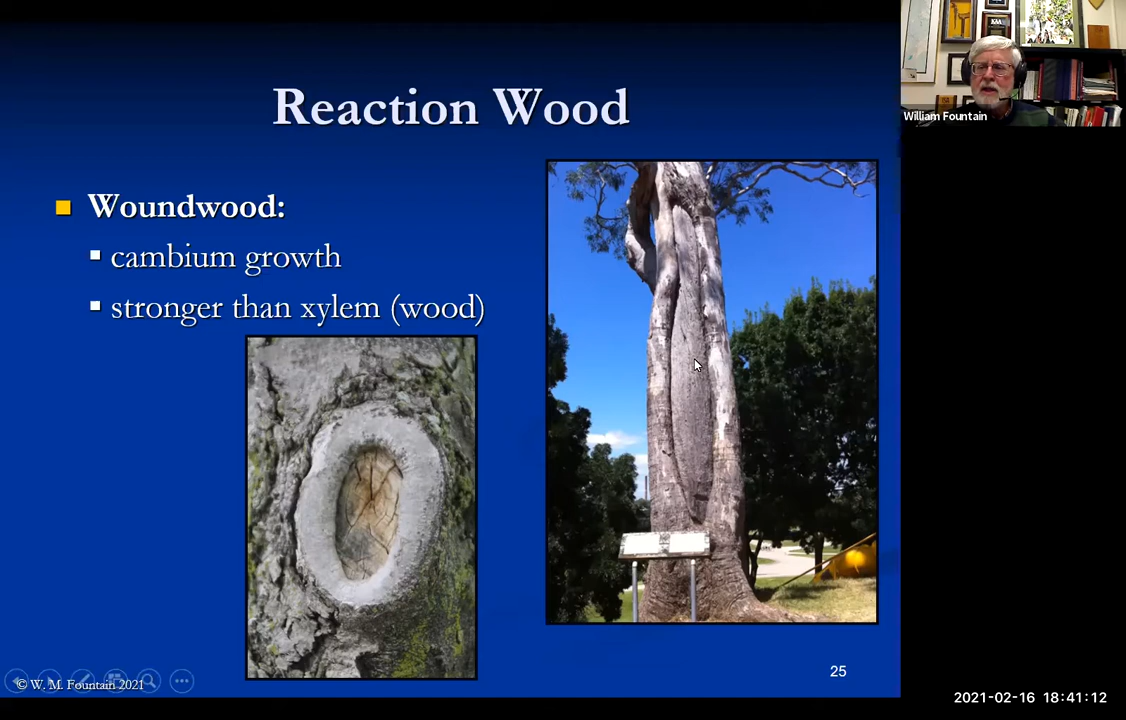 Reaction Wood
William Fountain
Woundwood:
cambium growth
stronger than xylem (wood)
25
© W. M. Fountain 2021
2021-02-16 18:41:12